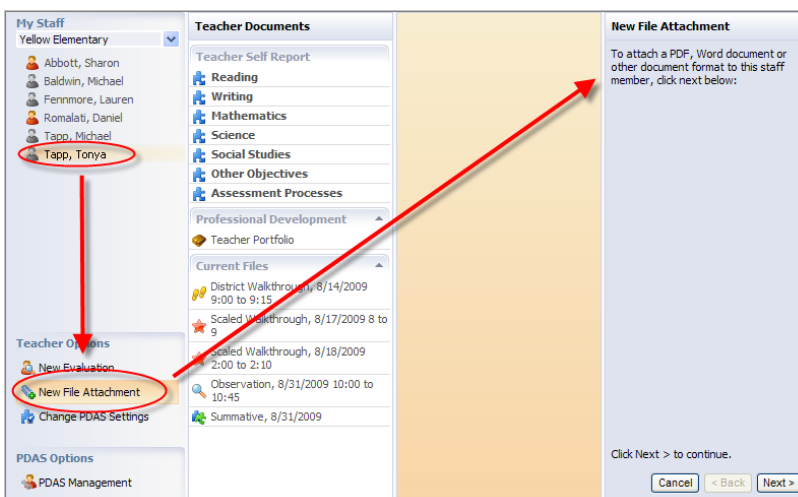 My Staff
Yellow Elementary
Abbott, Sharon
Baldwin, Michael
Fennmore, Lauren
Romalati, Daniel
Tapp, Michael
Tapp, Tonya
Teacher Options
New Evaluation
New File Attachment
Change PDAS Settings
PDAS Options
PDAS Management
Teacher Documents
Teacher Self Report
Reading
Writing
Mathematics
Science
Social Studies
Other Objectives
Assessment Processes
Professional Development
Teacher Portfolio
Current Files
District Walkthrough, 8/14/2009
9:00 to 9:15
Scaled Walkthrough, 8/17/2009 8 to
9
Scaled Walkthrough, 8/18/2009
2:00 to 2:10
Observation, 8/31/2009 10:00 to
10:45
Summative, 8/31/2009
New File Attachment
To attach a PDF, Word document or
other document format to this staff
member, click next below:
Click Next > to continue.
Cancel
< Back
Next >